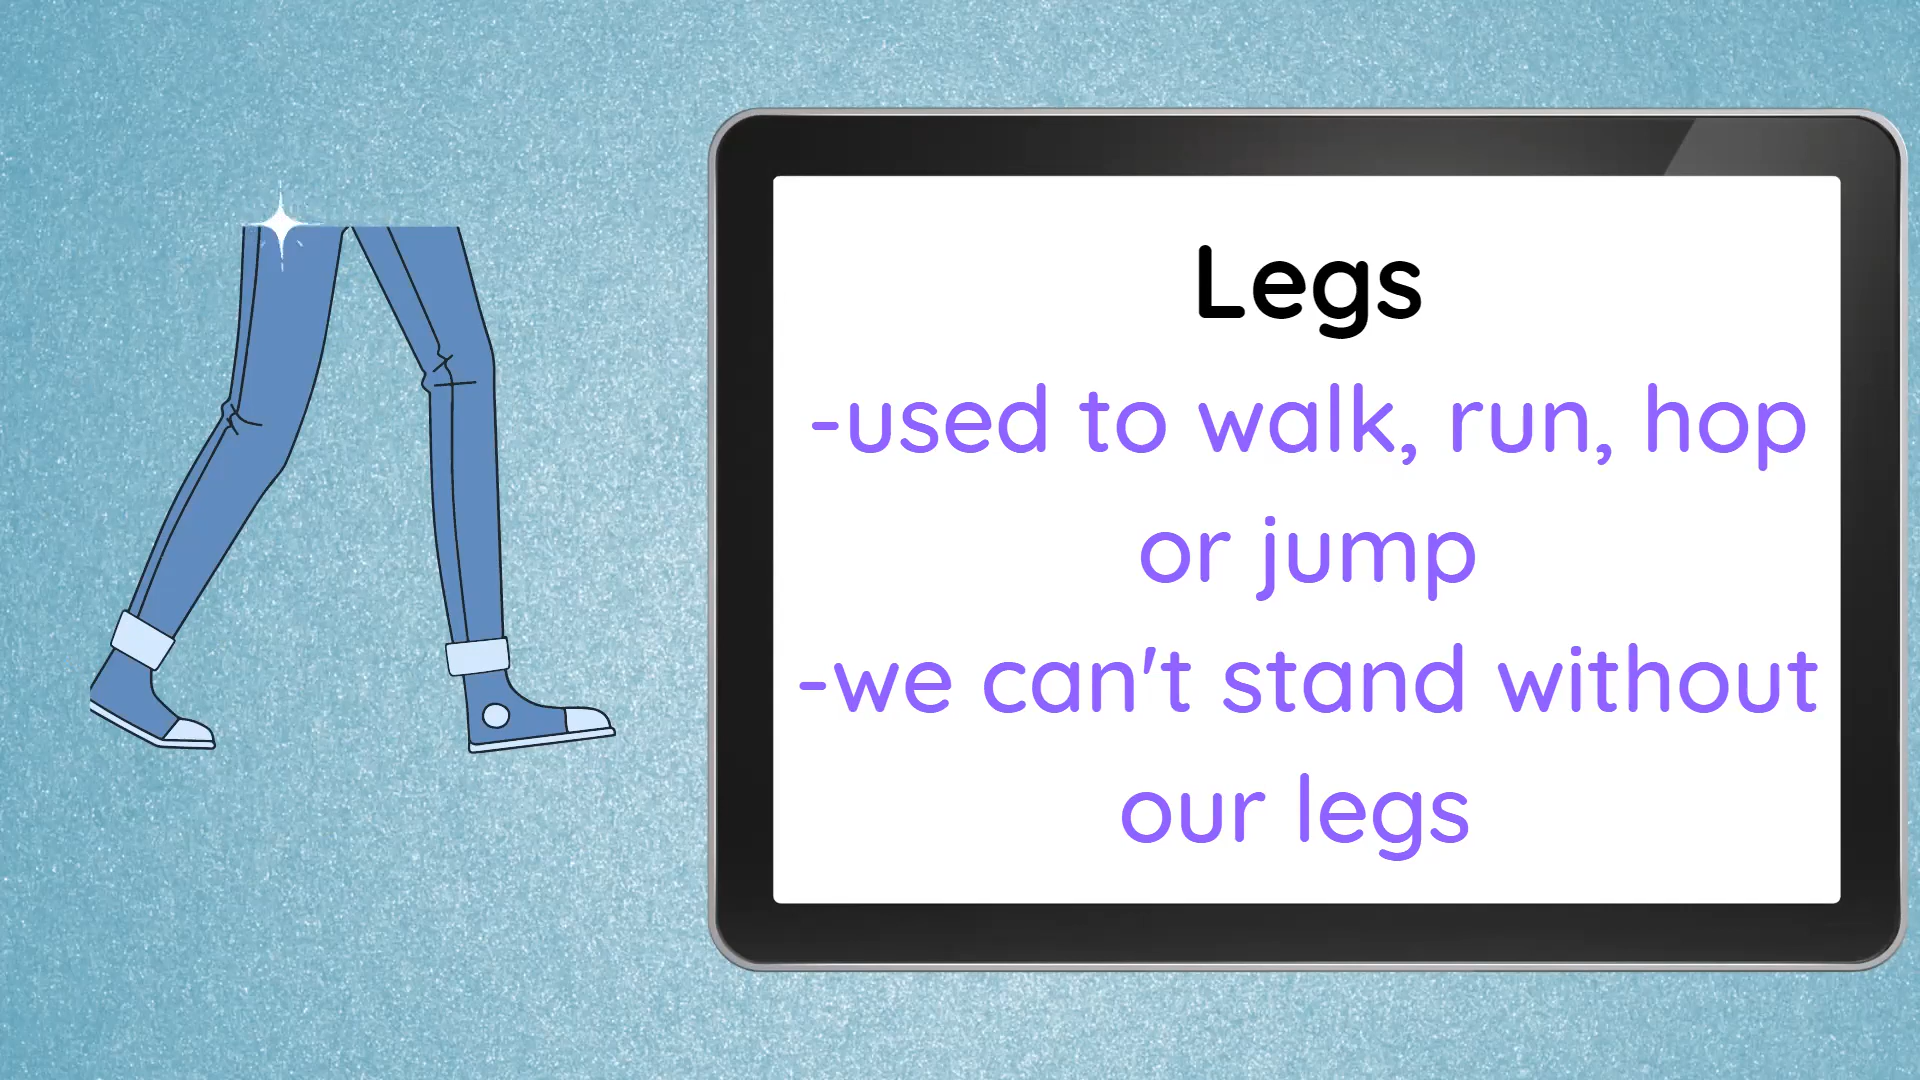 Legs
-used to walk, run, hop
or jump
-we can't stand without
our legs